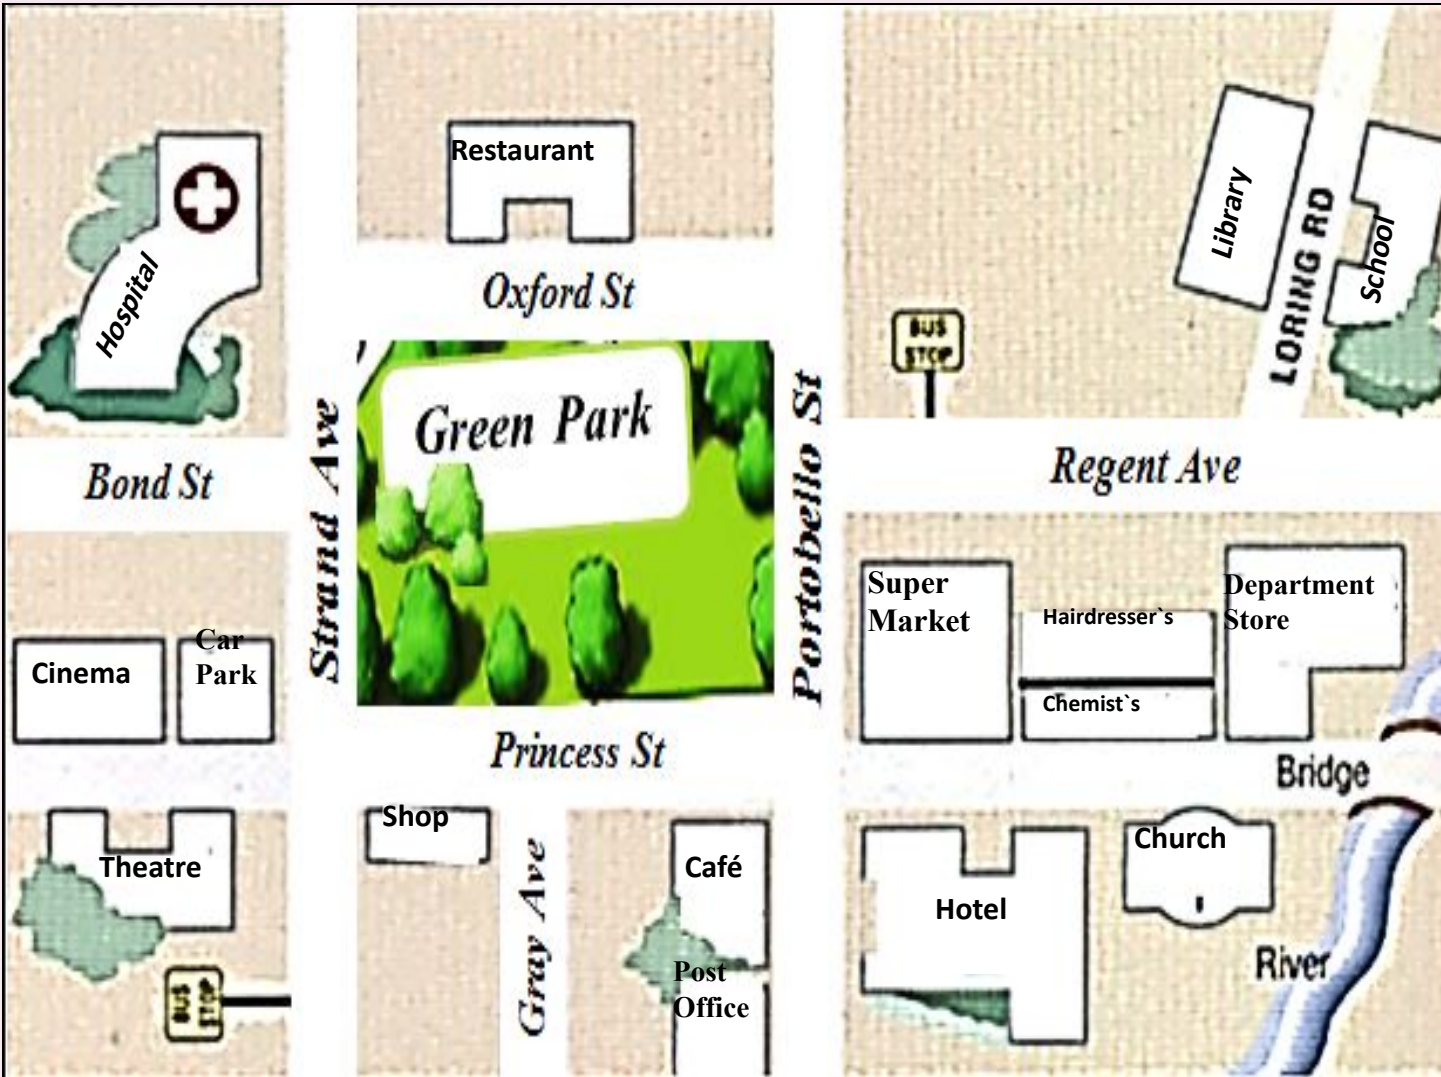 Restaurant
Library
LORING RD
School
Hospital
Oxford St
BUS
STOP
Green Park
Bond St
Strand Ave
Portobello St
Regent Ave
Super
Market
Hairdresser`s
Chemist`s
Department
Store
Cinema
Car
Park
Princess St
Bridge
Shop
Theatre
Gray Ave
Café
Church
Hotel
Post
Office
River
BUS
STOP